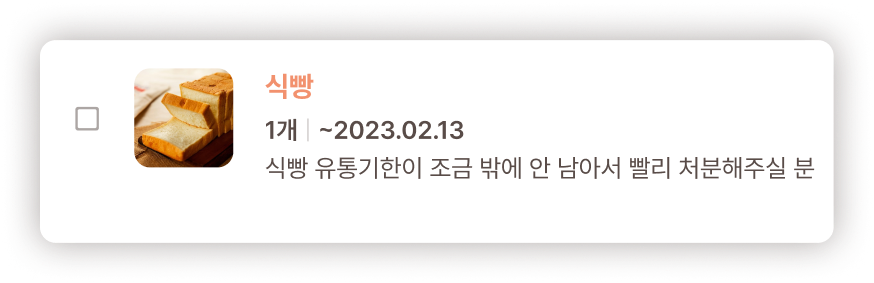 식빵
1개 | ~2023.02.13
식빵 유통기한이 조금 밖에 안 남아서 빨리 처분해주실 분